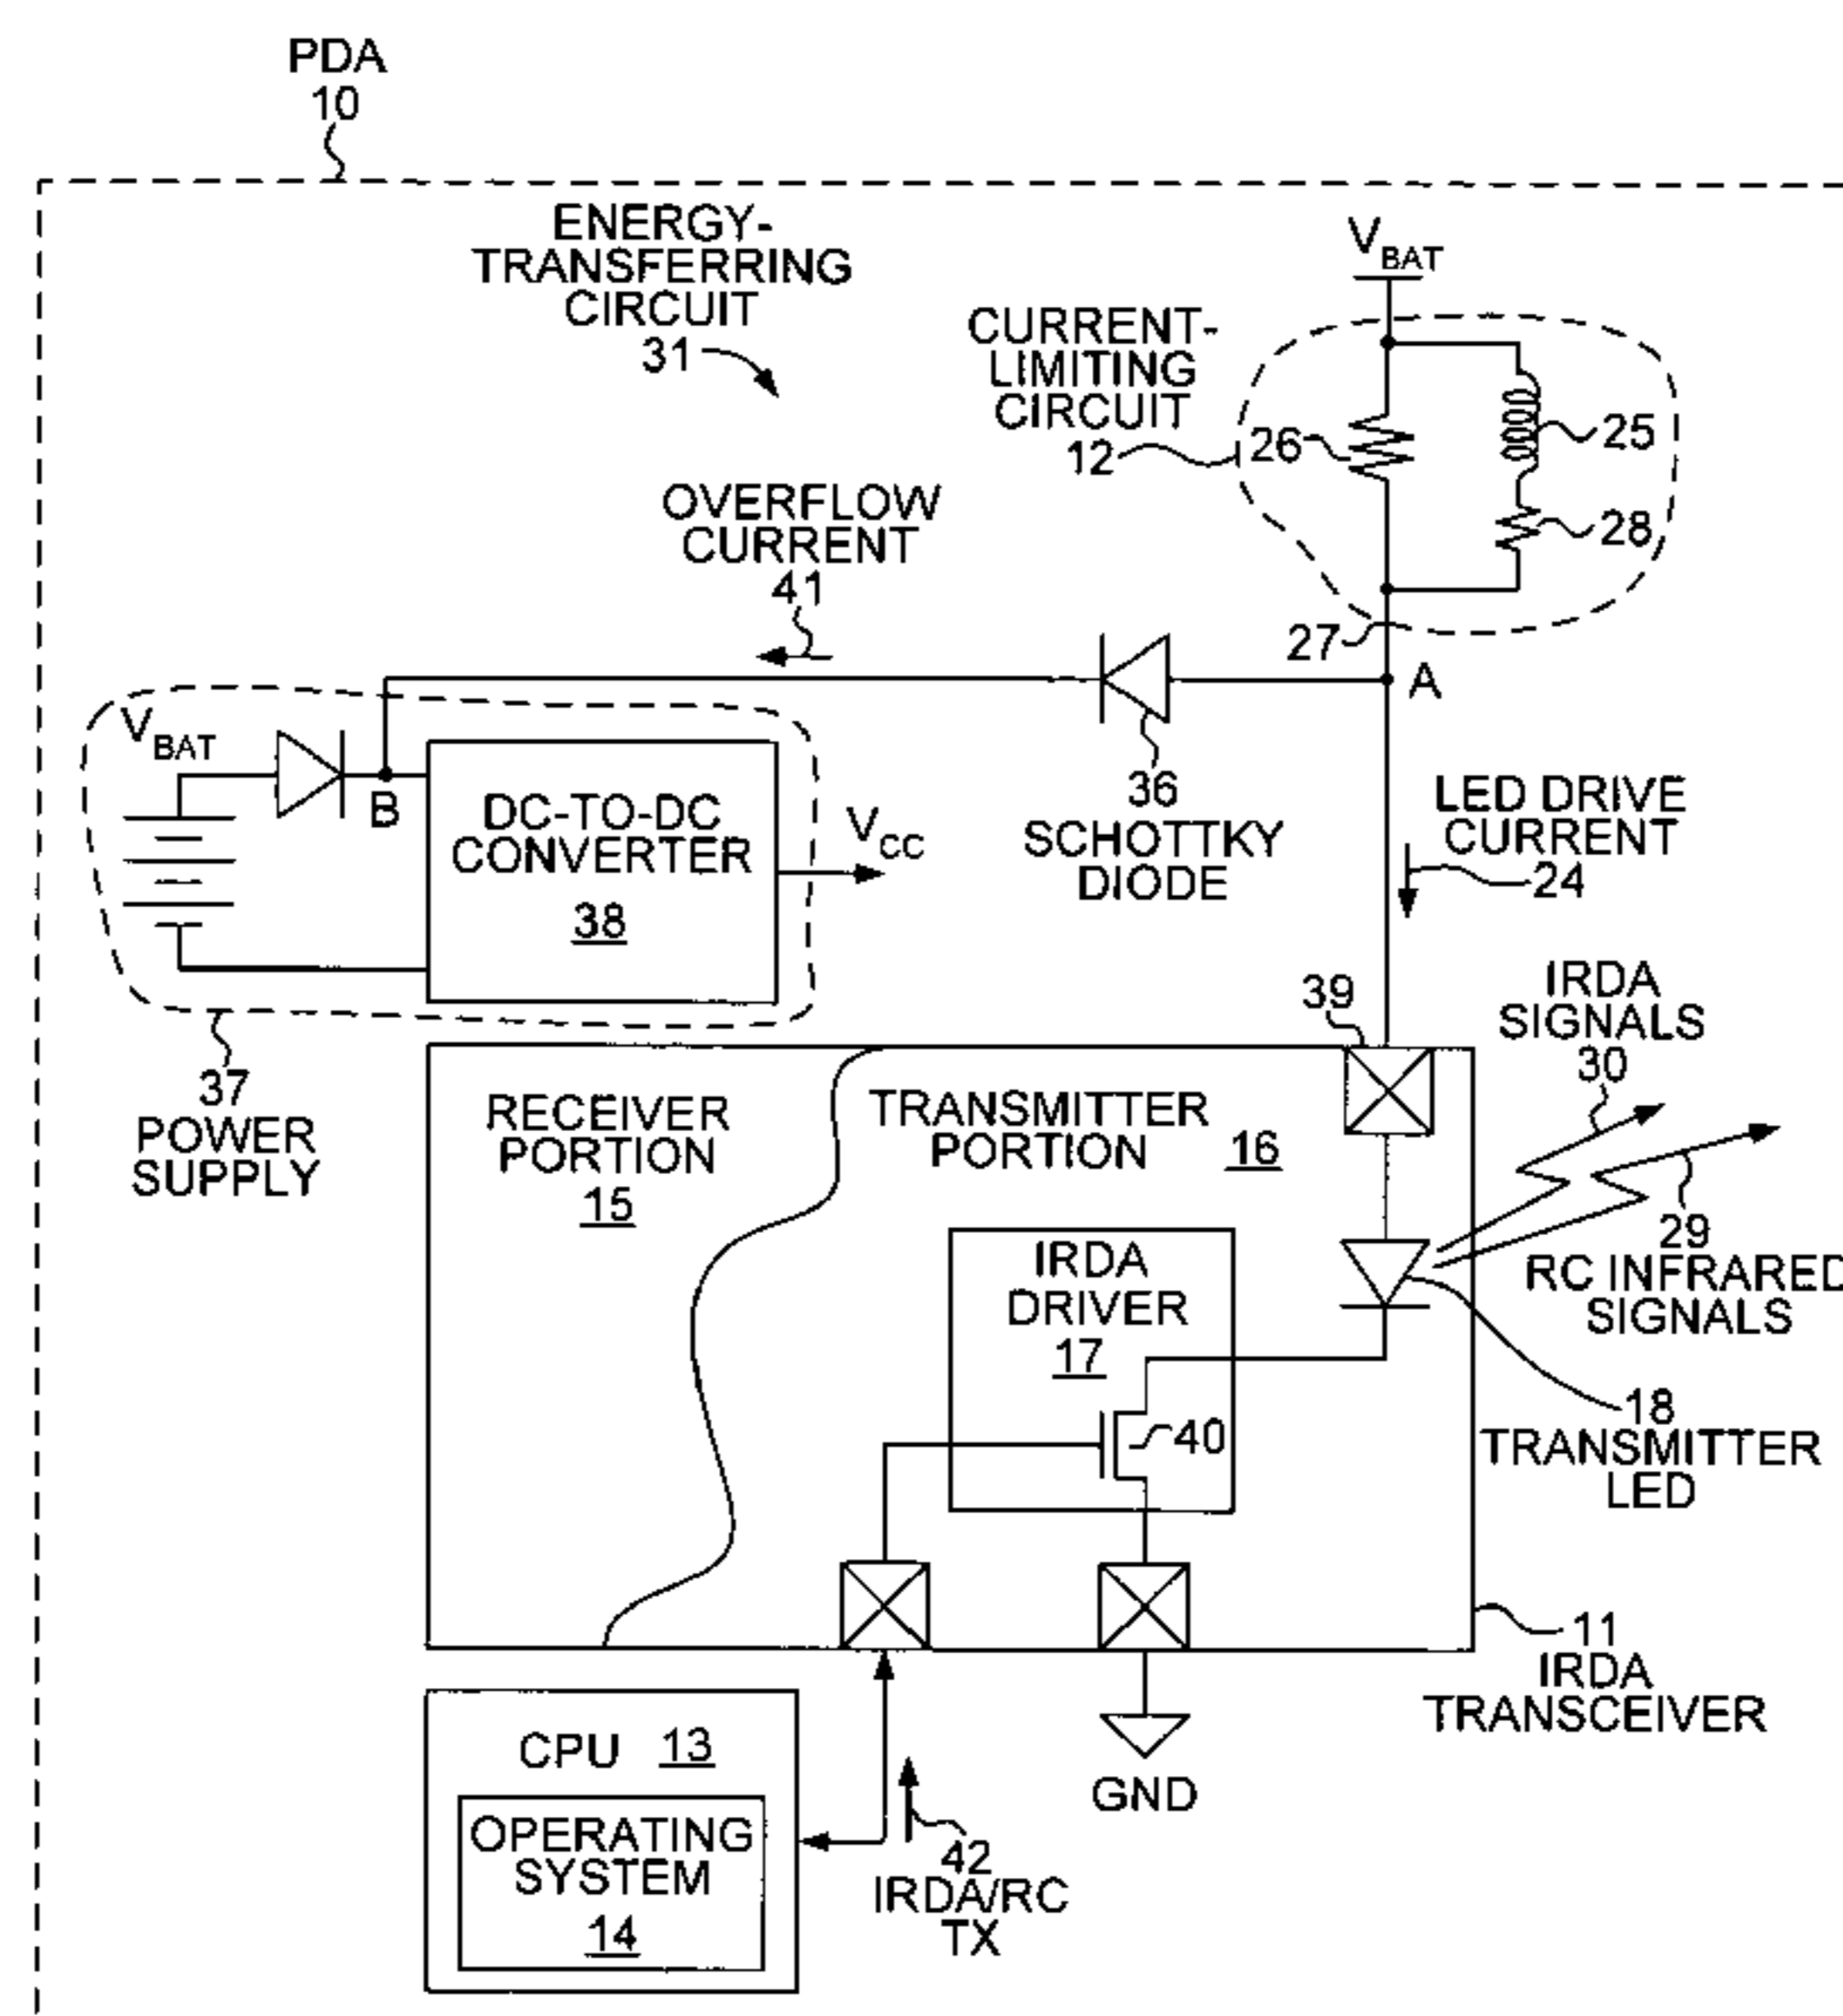 PDA
10
ENERGY-
TRANSFERRING
CIRCUIT
31
V_BAT
CURRENT-
LIMITING
CIRCUIT
12
26
25
28
OVERFLOW
CURRENT
41
27
A
V_BAT
B
DC-TO-DC
CONVERTER
38
V_CC
36
SCHOTTKY
DIODE
LED DRIVE
CURRENT
24
37
POWER
SUPPLY
39
IRDA
SIGNALS
30
RECEIVER
PORTION
15
TRANSMITTER
PORTION
16
29
RC INFRARED
SIGNALS
IRDA
DRIVER
17
40
18
TRANSMITTER
LED
11
IRDA
TRANSCEIVER
CPU 13
OPERATING
SYSTEM
14
42
IRDA/RC
TX
GND